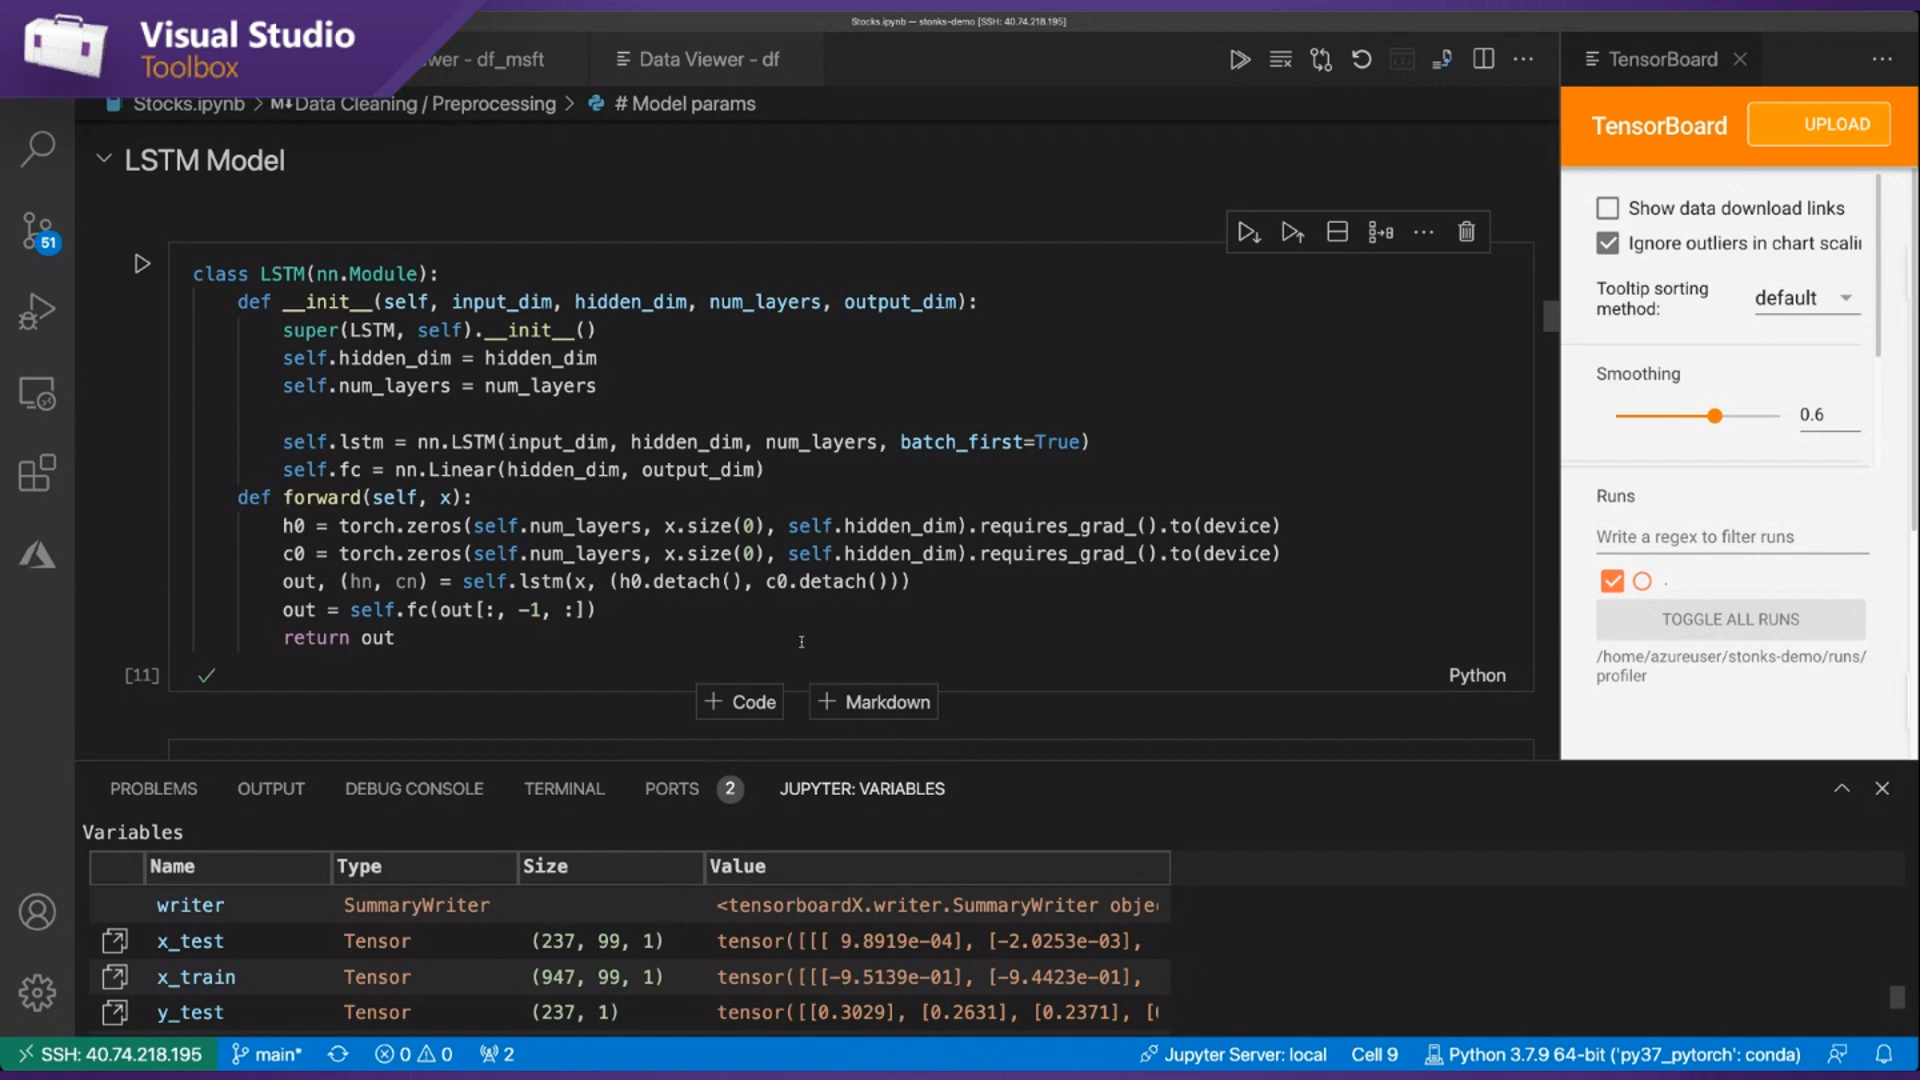 Stocks.ipynb — stonks-demo [SSH: 40.74.218.195]
Visual Studio
Toolbox
wer - df_msft
Data Viewer - df
TensorBoard
Stocks.ipynb > M↓Data Cleaning / Preprocessing > # Model params
LSTM Model
class LSTM(nn.Module):
def __init__(self, input_dim, hidden_dim, num_layers, output_dim):
super(LSTM, self).__init__()
self.hidden_dim = hidden_dim
self.num_layers = num_layers
self.lstm = nn.LSTM(input_dim, hidden_dim, num_layers, batch_first=True)
self.fc = nn.Linear(hidden_dim, output_dim)
def forward(self, x):
h0 = torch.zeros(self.num_layers, x.size(0), self.hidden_dim).requires_grad_().to(device)
c0 = torch.zeros(self.num_layers, x.size(0), self.hidden_dim).requires_grad_().to(device)
out, (hn, cn) = self.lstm(x, (h0.detach(), c0.detach()))
out = self.fc(out[:, -1, :])
return out
[11]
Python
+ Code
+ Markdown
TensorBoard
UPLOAD
Show data download links
Ignore outliers in chart scalin
Tooltip sorting
method:
default
Smoothing
0.6
Runs
Write a regex to filter runs
.
TOGGLE ALL RUNS
/home/azureuser/stonks-demo/runs/
profiler
51
PROBLEMS
OUTPUT
DEBUG CONSOLE
TERMINAL
PORTS
2
JUPYTER: VARIABLES
Variables
Name Type Size Value
writer SummaryWriter <tensorboardX.writer.SummaryWriter obje
x_test Tensor (237, 99, 1) tensor([[[ 9.8919e-04], [-2.0253e-03],
x_train Tensor (947, 99, 1) tensor([[[-9.5139e-01], [-9.4423e-01],
y_test Tensor (237, 1) tensor([[0.3029], [0.2631], [0.2371], [
SSH: 40.74.218.195
main*
0
0
2
Jupyter Server: local
Cell 9
Python 3.7.9 64-bit ('py37_pytorch': conda)